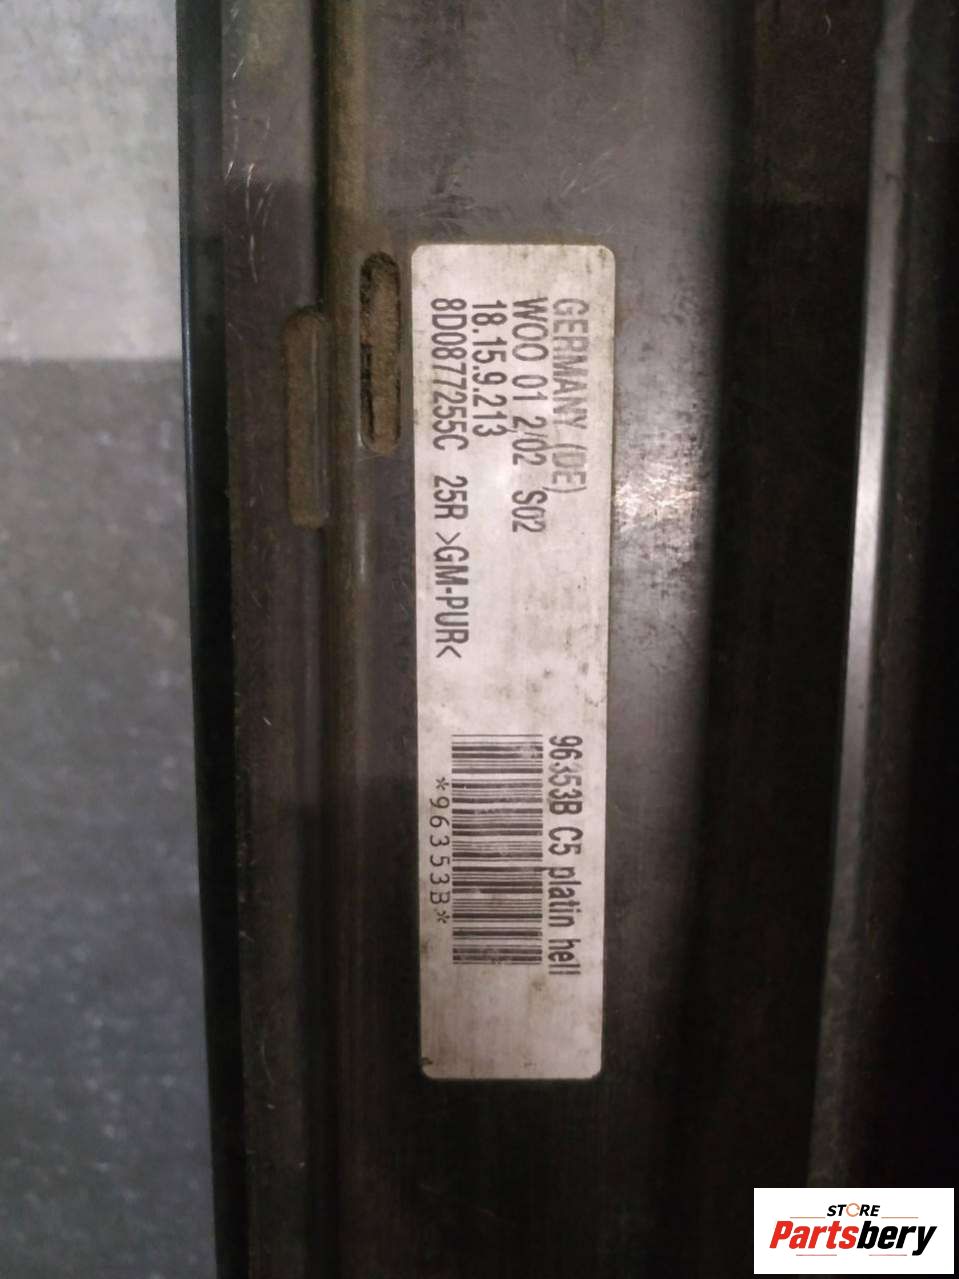 GERMANY (DE)
W00 01 2/02 S02
18.15.9.213
8D0877255C 25R >GM-PUR<
96353B C5 platin hell
*96353B*
STORE
Partsbery